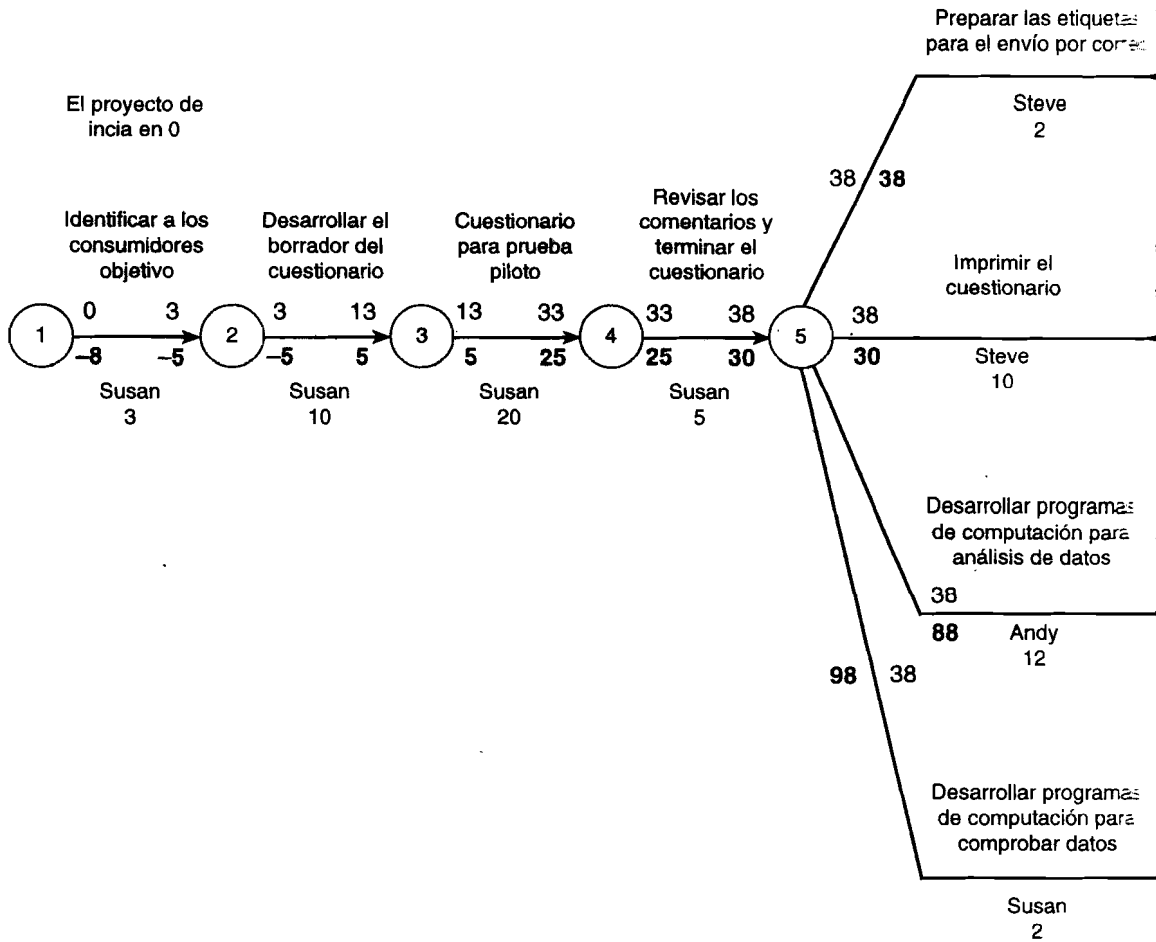 Preparar las etiquetas
para el envío por
Steve
2
El proyecto de
incia en 0
38 38
Identificar a los
consumidores
objetivo
Desarrollar el
borrador del
cuestionario
Cuestionario
para prueba
piloto
Revisar los
comentarios y
terminar el
cuestionario
Imprimir el
cuestionario
1
0 3
-8 -5
Susan
3
2
3 13
-5 5
Susan
10
3
13 33
5 25
Susan
20
4
33 38
25 30
Susan
5
5
38
30
Steve
10
Desarrollar programas
de computación para
análisis de datos
38
88
Andy
12
98 38
Desarrollar programas
de computación para
comprobar datos
Susan
2